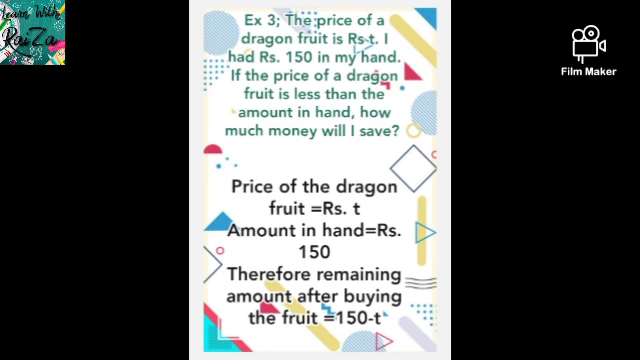 Learn With
RaiZa
Ex 3; The price of a
dragon fruit is Rs t. I
had Rs. 150 in my hand.
If the price of a dragon
fruit is less than the
amount in hand, how
much money will I save?
Price of the dragon
fruit =Rs. t
Amount in hand=Rs.
150
Therefore remaining
amount after buying
the fruit =150-t
Film Maker